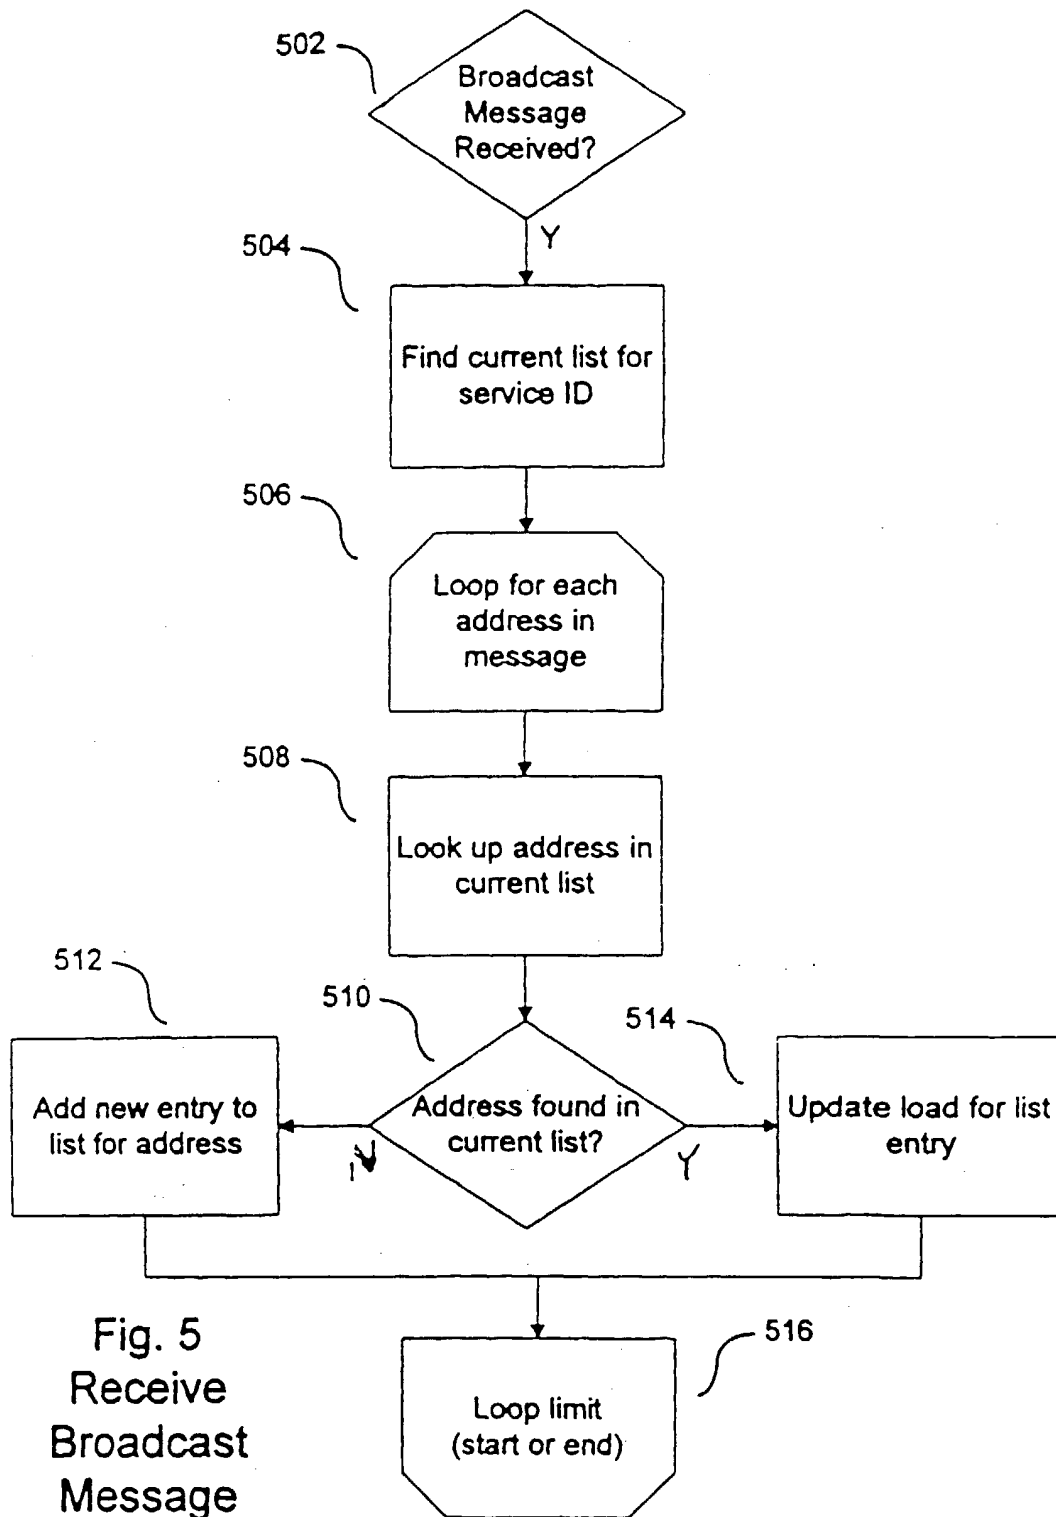 502
Broadcast
Message
Received?
Y
504
Find current list for
service ID
506
Loop for each
address in
message
508
Look up address in
current list
512
510
514
Add new entry to
list for address
Address found in
current list?
Update load for list
entry
N
Y
516
Loop limit
(start or end)
Fig. 5
Receive
Broadcast
Message